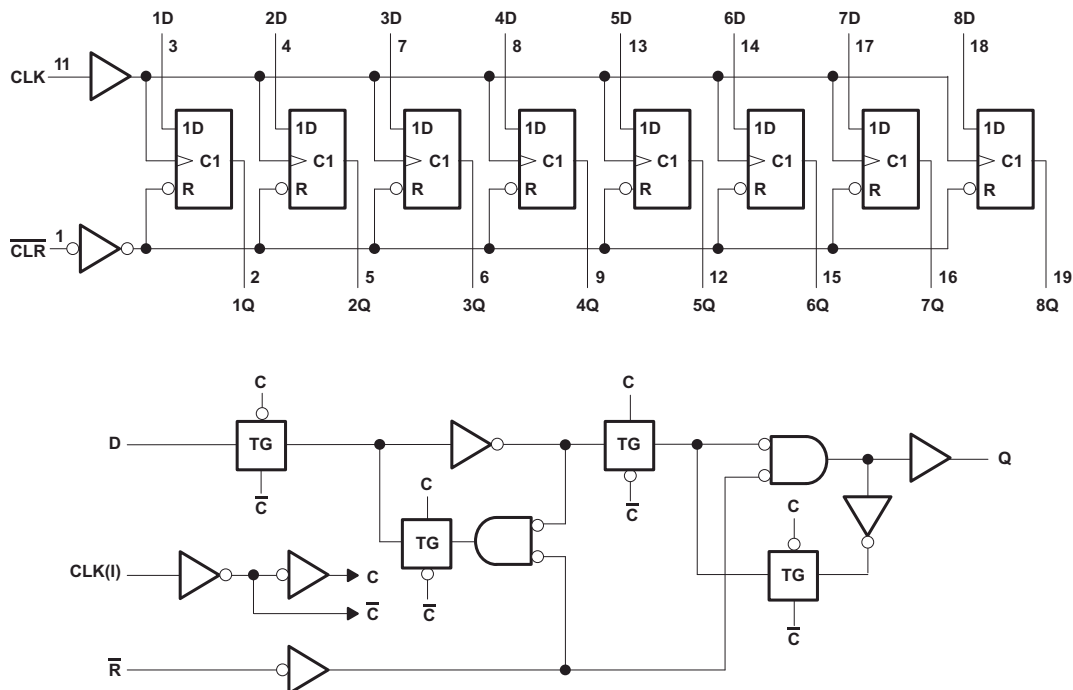 1D 2D 3D 4D 5D 6D 7D 8D
3 4 7 8 13 14 17 18
CLK 11
1D 1D 1D 1D 1D 1D 1D 1D
C1 C1 C1 C1 C1 C1 C1 C1
R R R R R R R R
C̅L̅R̅ 1
2 5 6 9 12 15 16 19
1Q 2Q 3Q 4Q 5Q 6Q 7Q 8Q
C C
D TG TG Q
C̅ C C̅ C
TG TG
CLK(I) C
C̅ C̅
C̅
R̅